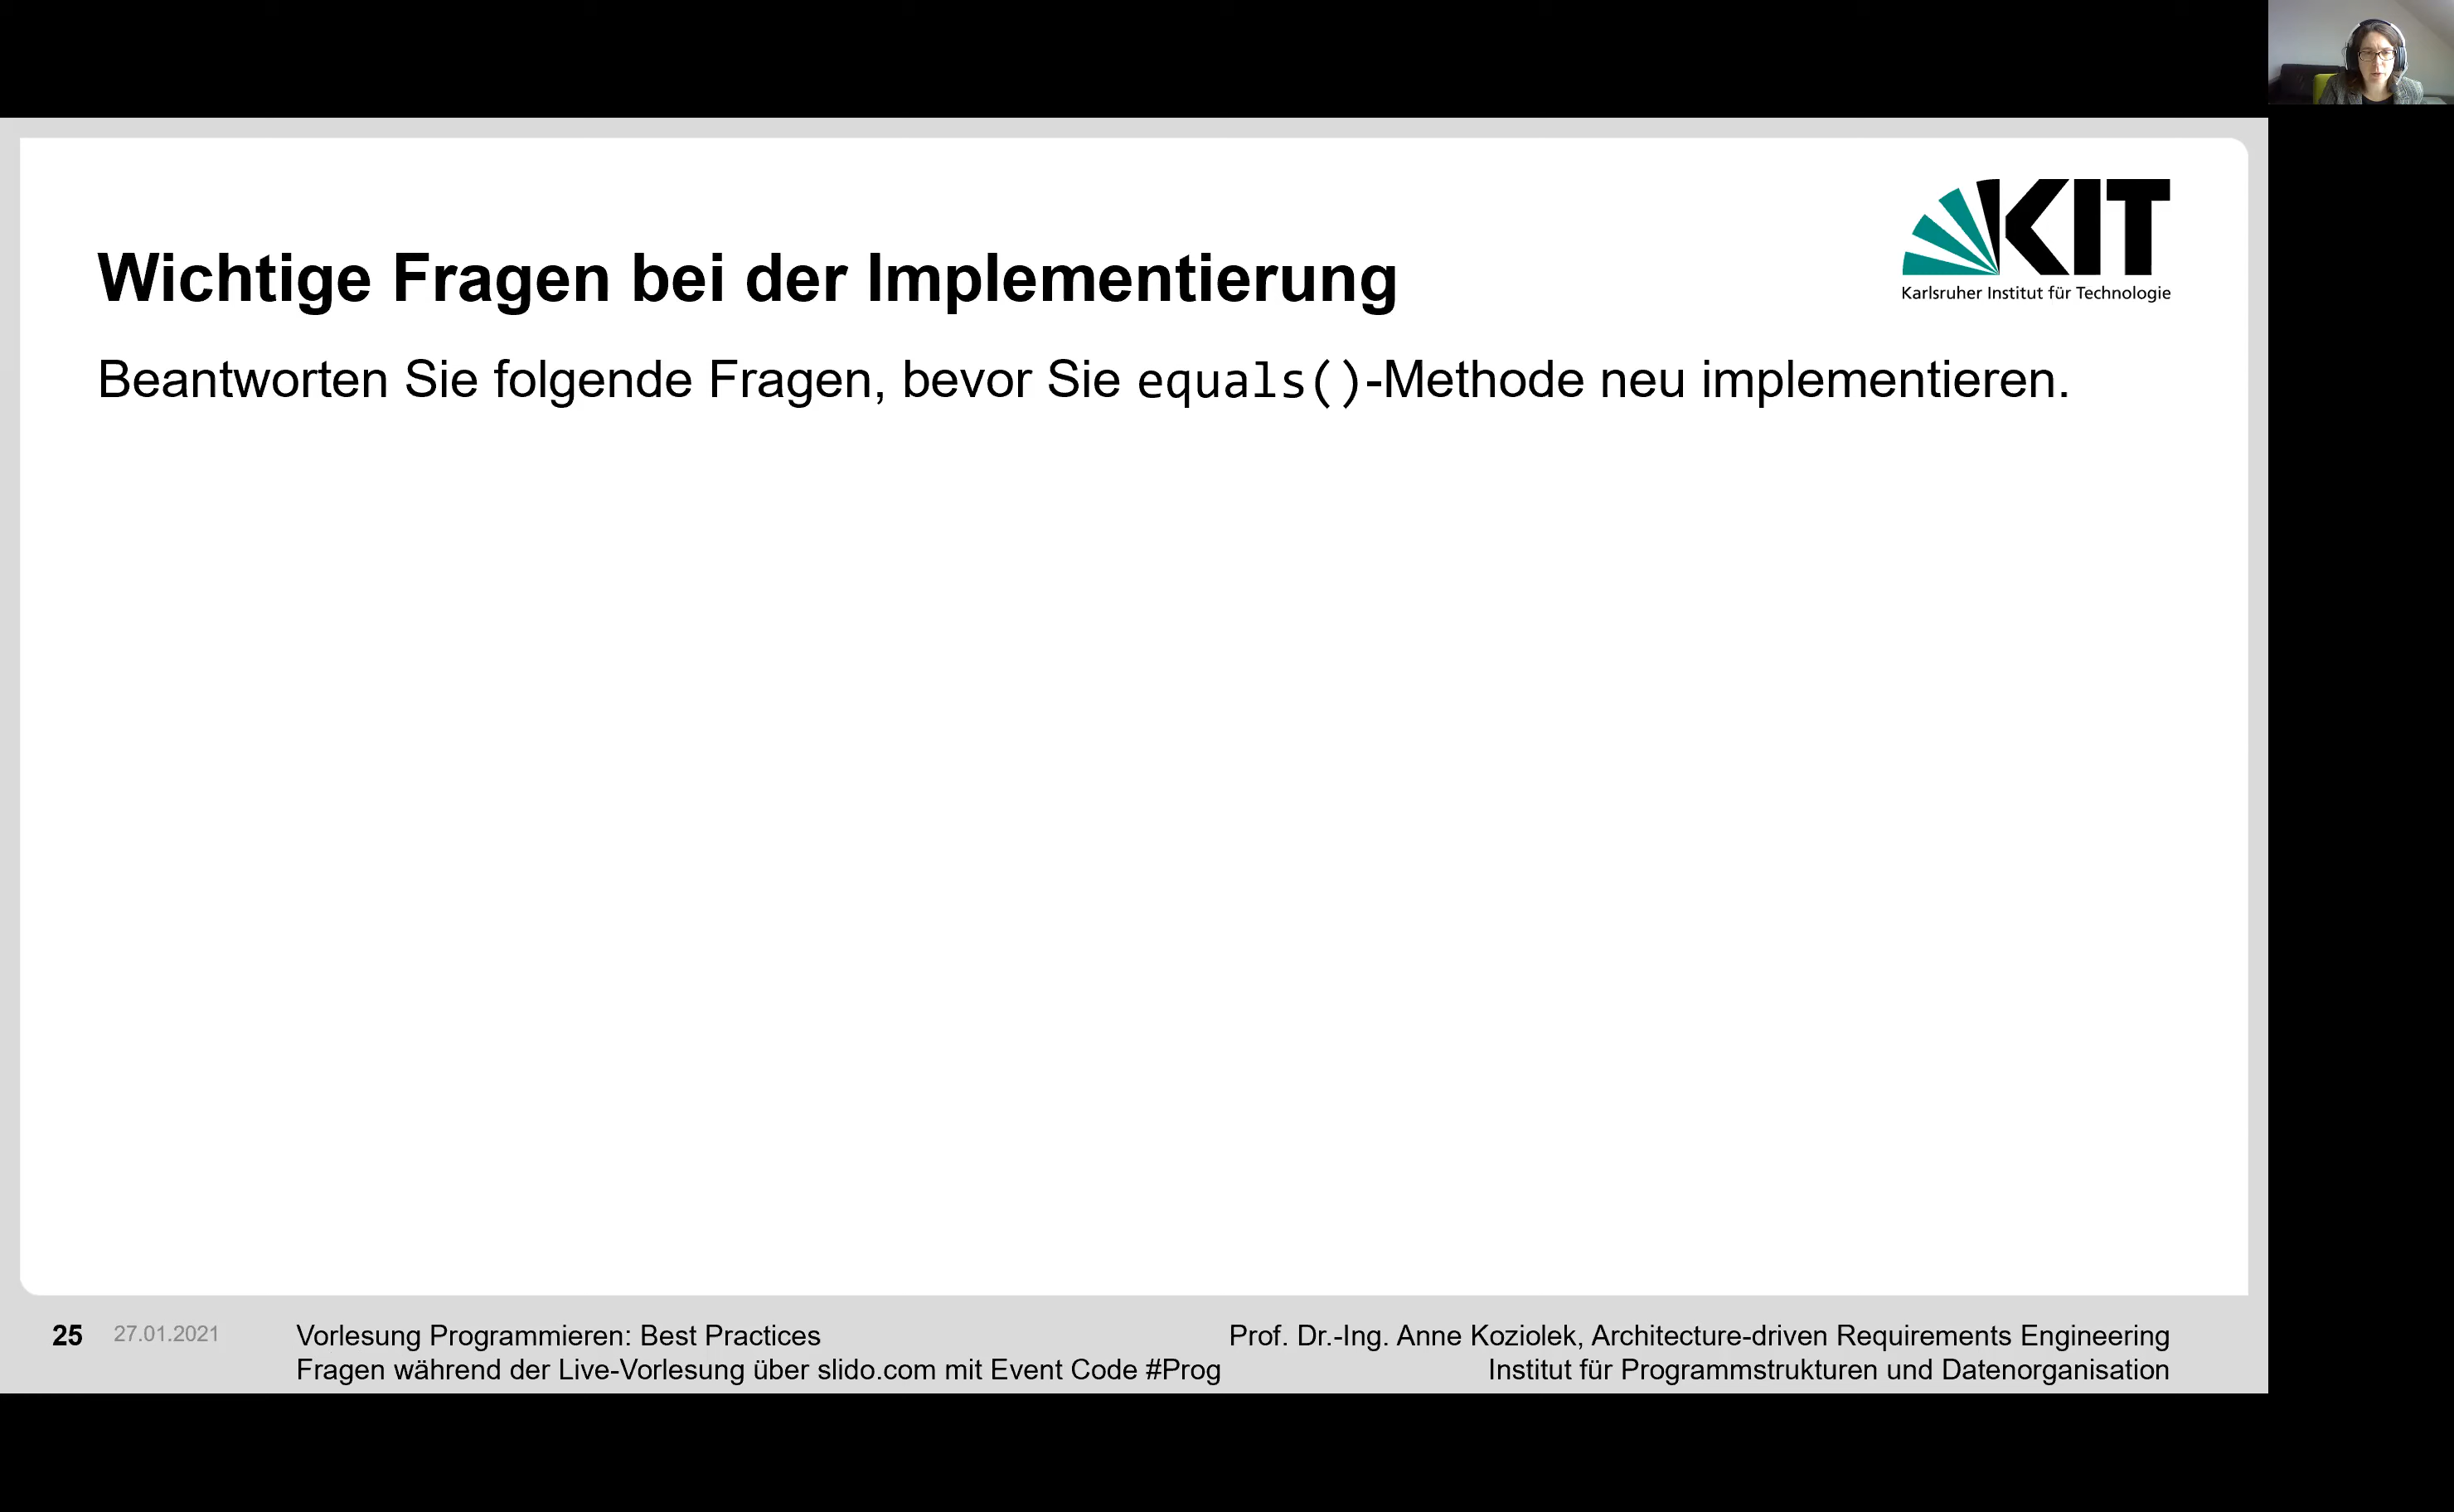 KIT
Karlsruher Institut für Technologie
Wichtige Fragen bei der Implementierung
Beantworten Sie folgende Fragen, bevor Sie equals()-Methode neu implementieren.
25 27.01.2021
Vorlesung Programmieren: Best Practices
Fragen während der Live-Vorlesung über slido.com mit Event Code #Prog
Prof. Dr.-Ing. Anne Koziolek, Architecture-driven Requirements Engineering
Institut für Programmstrukturen und Datenorganisation